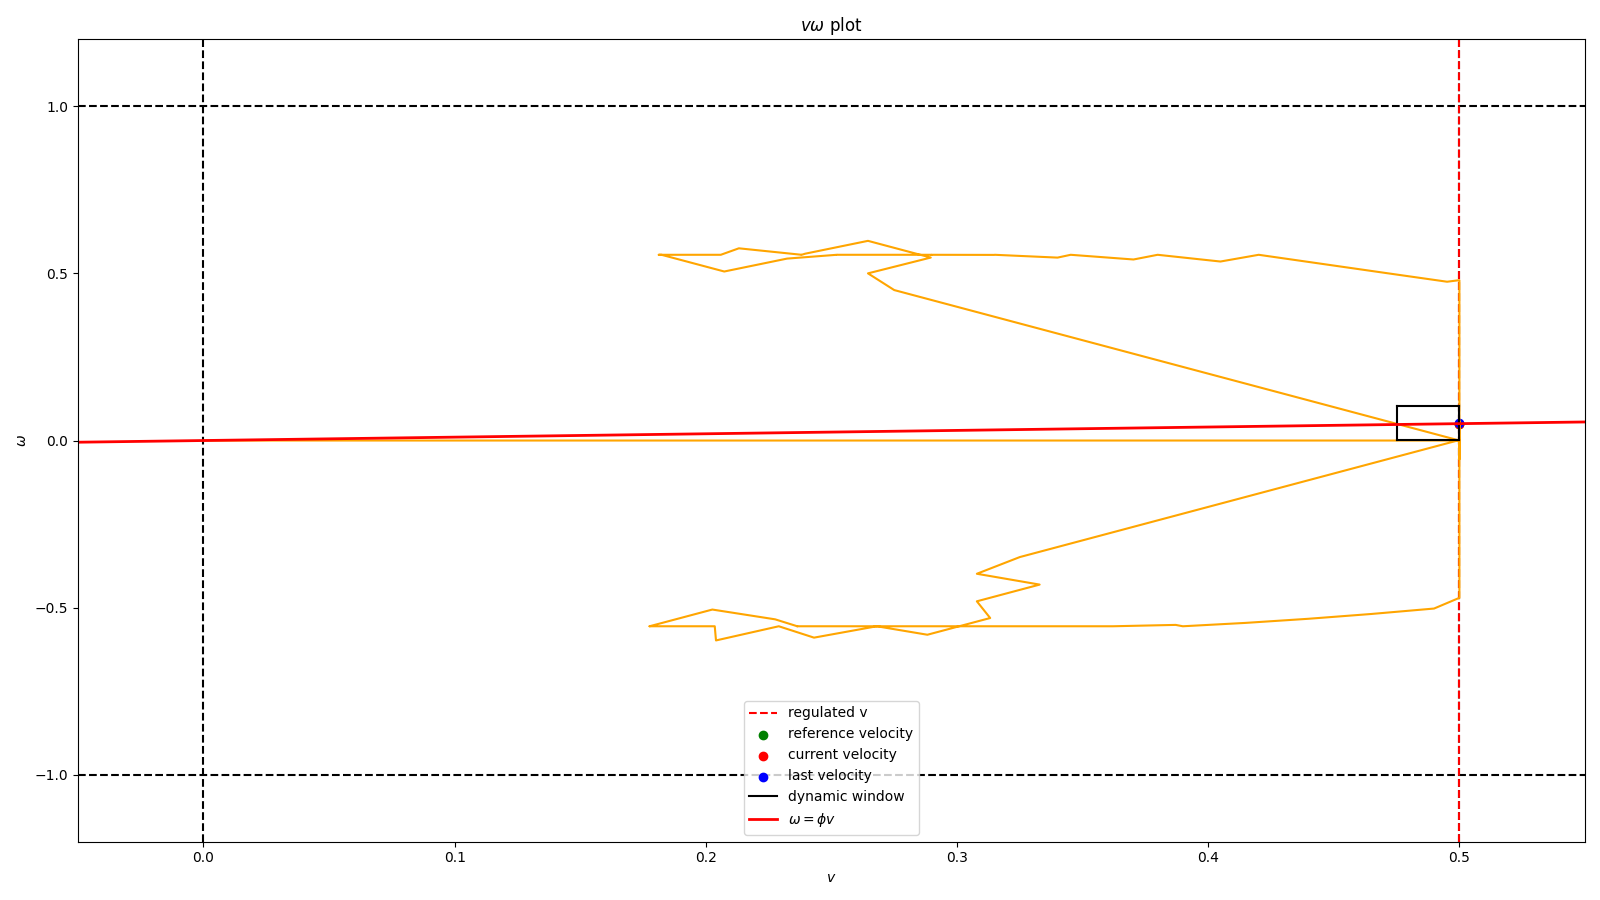 vω plot
1.0
0.5
0.0
−0.5
−1.0
ω
0.0
0.1
0.2
0.3
0.4
0.5
v
regulated v
reference velocity
current velocity
last velocity
dynamic window
ω = ϕv